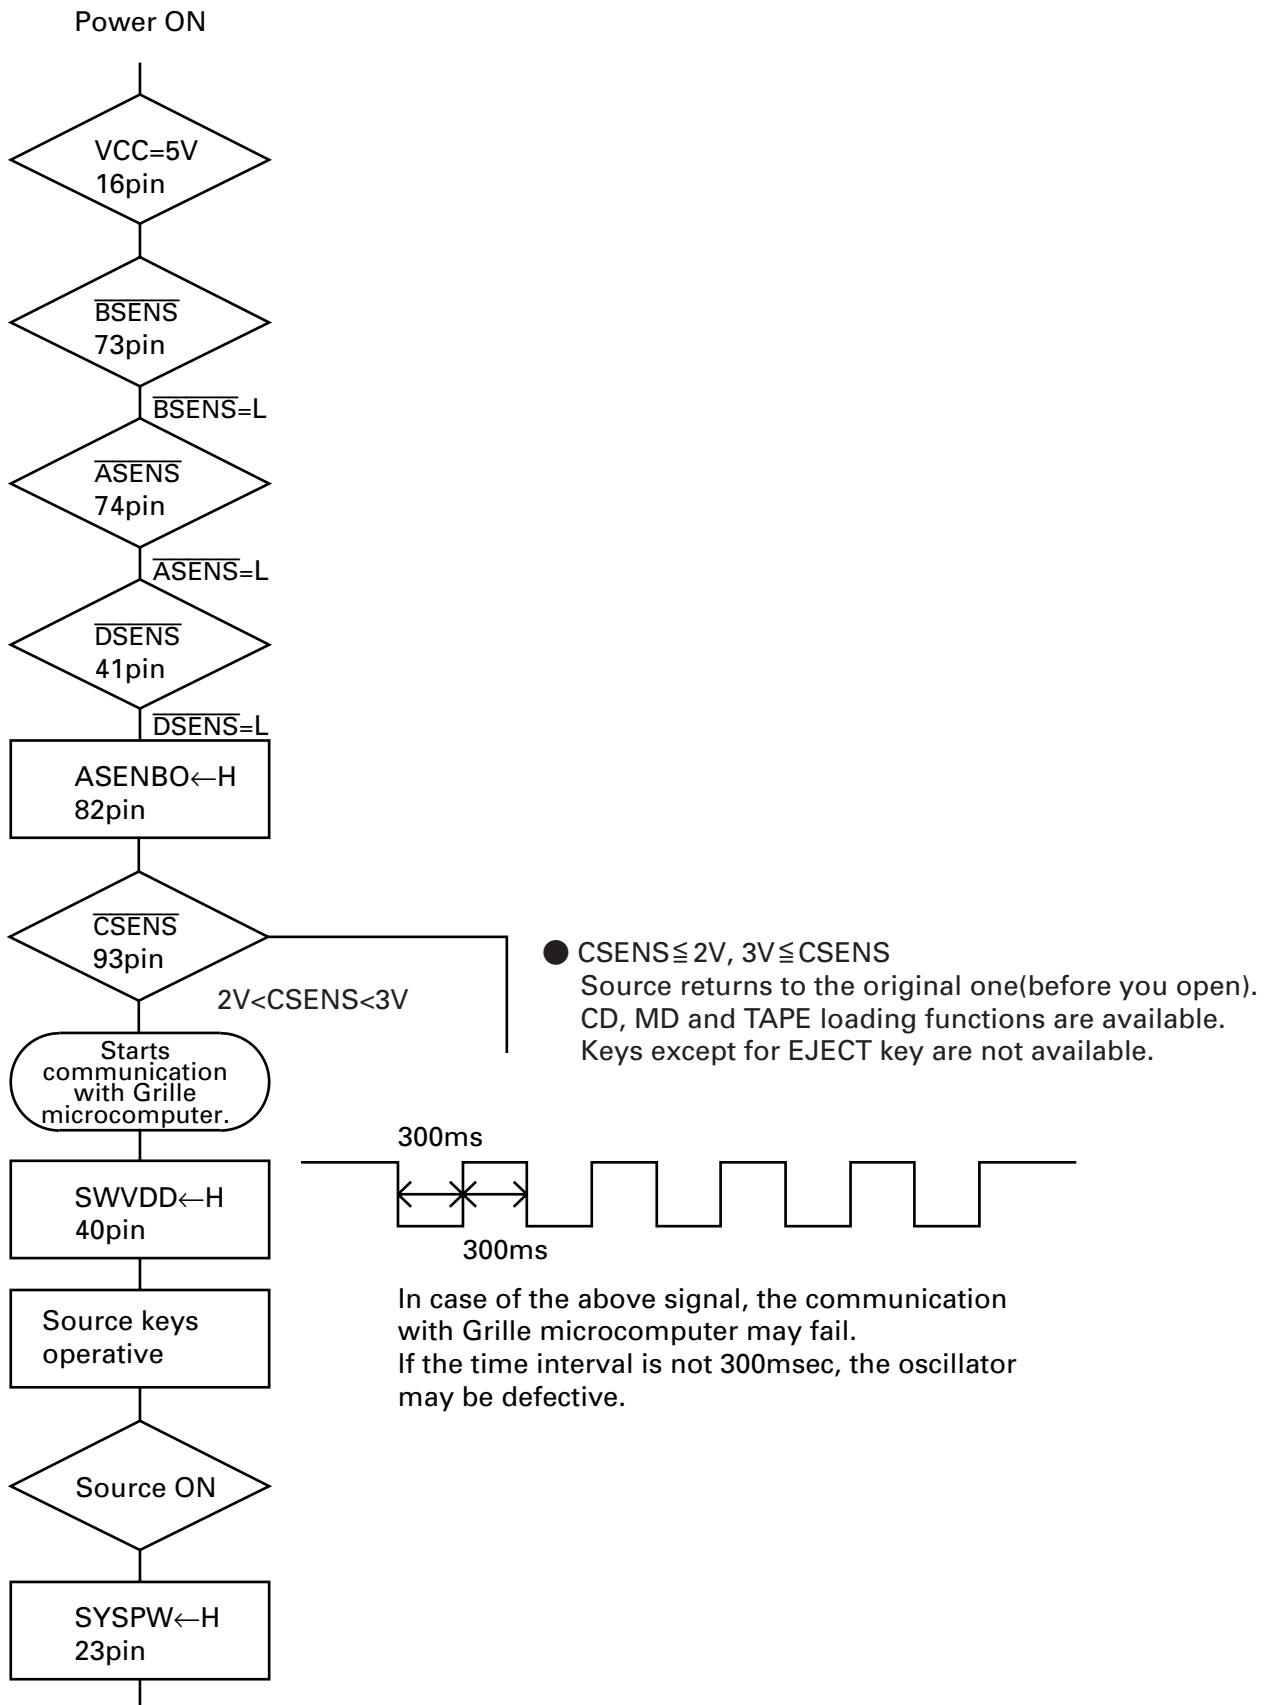 Power ON
VCC=5V
16pin
BSENS
73pin
BSENS=L
ASENS
74pin
ASENS=L
DSENS
41pin
DSENS=L
ASENBO←H
82pin
CSENS
93pin
2V<CSENS<3V
● CSENS≦2V, 3V≦CSENS
Source returns to the original one(before you open).
CD, MD and TAPE loading functions are available.
Keys except for EJECT key are not available.
Starts
communication
with Grille
microcomputer.
300ms
300ms
SWVDD←H
40pin
In case of the above signal, the communication
with Grille microcomputer may fail.
If the time interval is not 300msec, the oscillator
may be defective.
Source keys
operative
Source ON
SYSPW←H
23pin